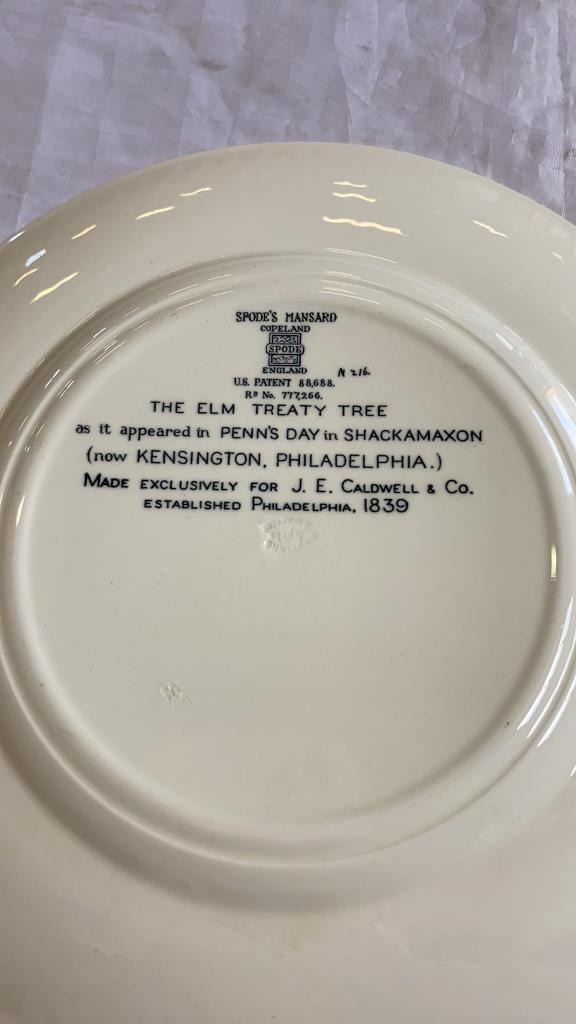 SPODE'S MANSARD
COPELAND
SPODE
ENGLAND
N 216.
U.S. PATENT 88,688.
Rᴰ No. 777,266.
THE ELM TREATY TREE
as it appeared in PENN'S DAY in SHACKAMAXON
(now KENSINGTON, PHILADELPHIA.)
MADE EXCLUSIVELY FOR J. E. CALDWELL & CO.
ESTABLISHED PHILADELPHIA, 1839